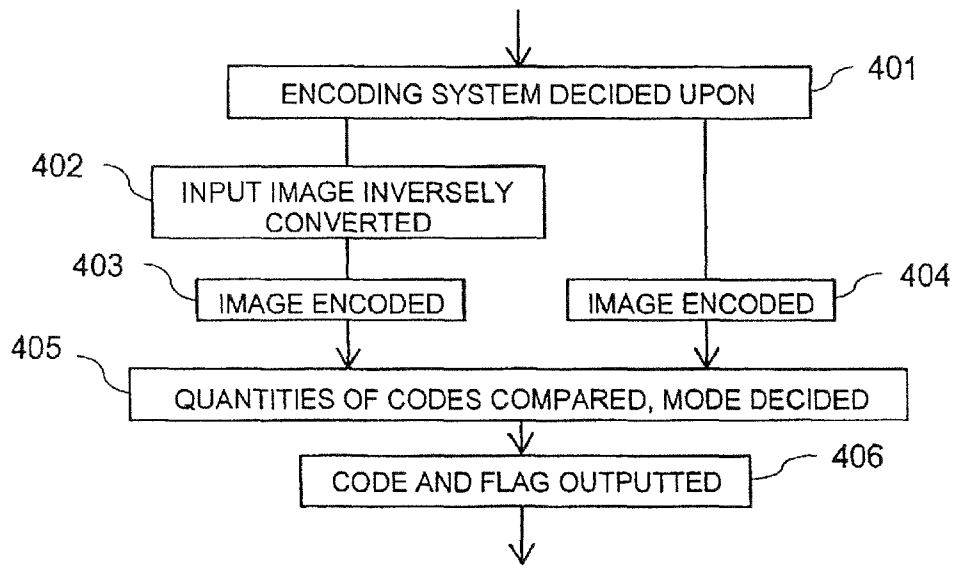 401
ENCODING SYSTEM DECIDED UPON
402
INPUT IMAGE INVERSELY
CONVERTED
403
IMAGE ENCODED
404
IMAGE ENCODED
405
QUANTITIES OF CODES COMPARED, MODE DECIDED
406
CODE AND FLAG OUTPUTTED